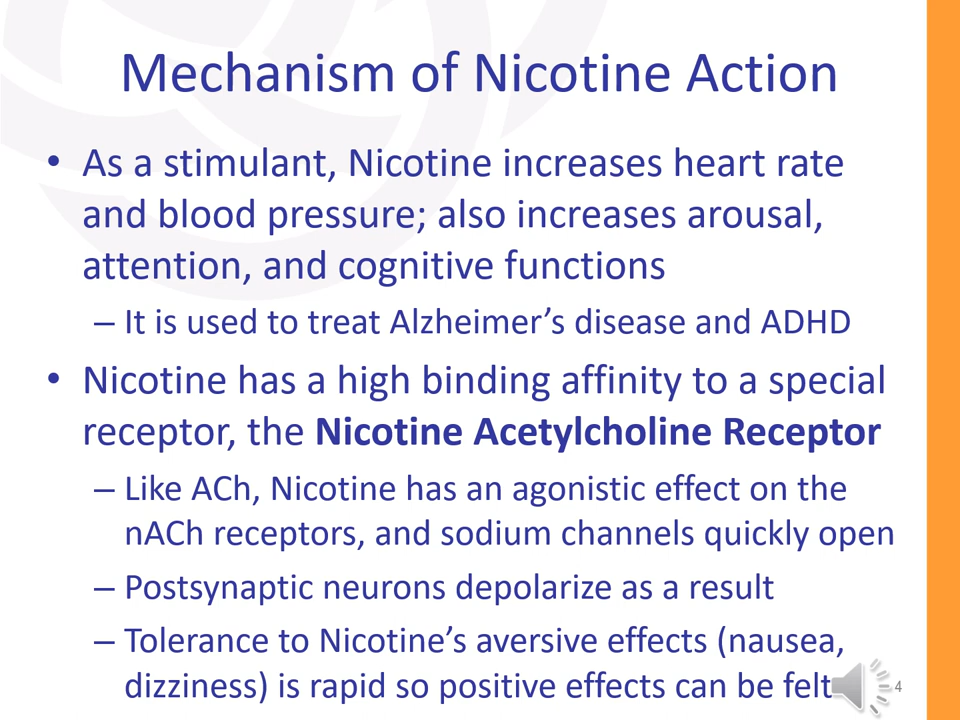 Mechanism of Nicotine Action
• As a stimulant, Nicotine increases heart rate
and blood pressure; also increases arousal,
attention, and cognitive functions
– It is used to treat Alzheimer’s disease and ADHD
• Nicotine has a high binding affinity to a special
receptor, the Nicotine Acetylcholine Receptor
– Like ACh, Nicotine has an agonistic effect on the
nACh receptors, and sodium channels quickly open
– Postsynaptic neurons depolarize as a result
– Tolerance to Nicotine’s aversive effects (nausea,
dizziness) is rapid so positive effects can be felt
4